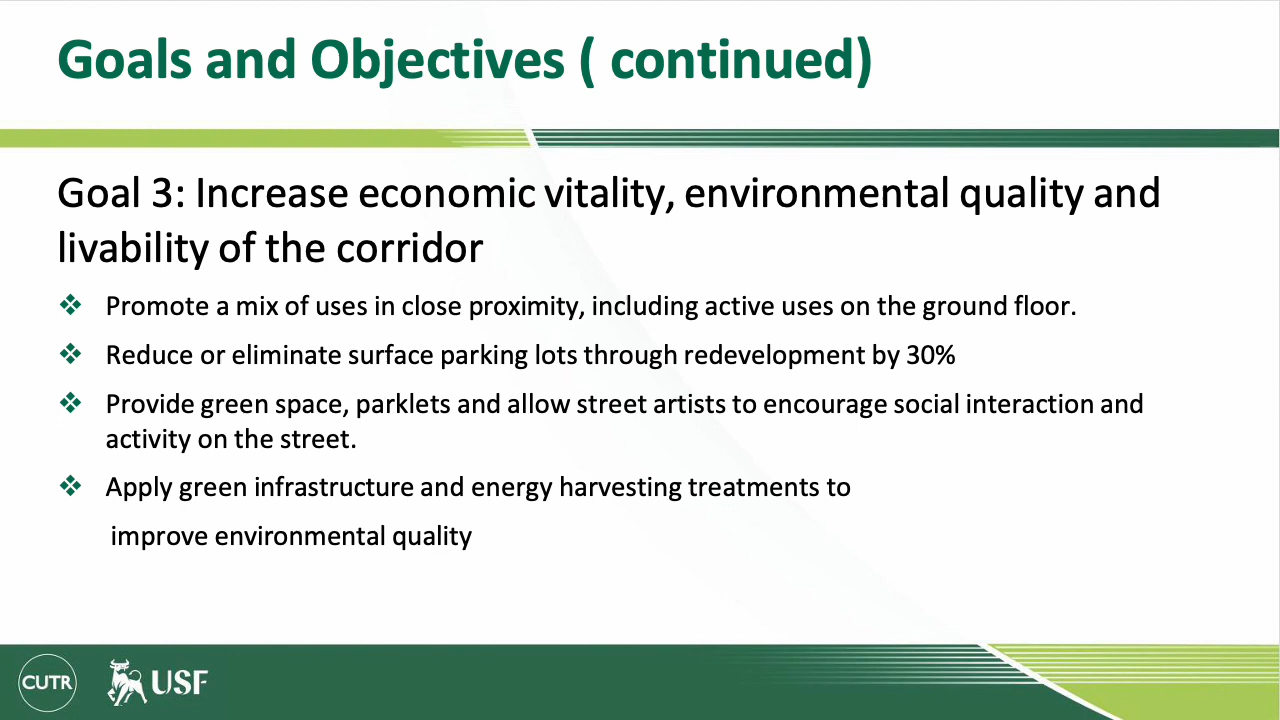 Goals and Objectives ( continued)
Goal 3: Increase economic vitality, environmental quality and
livability of the corridor
Promote a mix of uses in close proximity, including active uses on the ground floor.
Reduce or eliminate surface parking lots through redevelopment by 30%
Provide green space, parklets and allow street artists to encourage social interaction and
activity on the street.
Apply green infrastructure and energy harvesting treatments to
improve environmental quality
CUTR USF